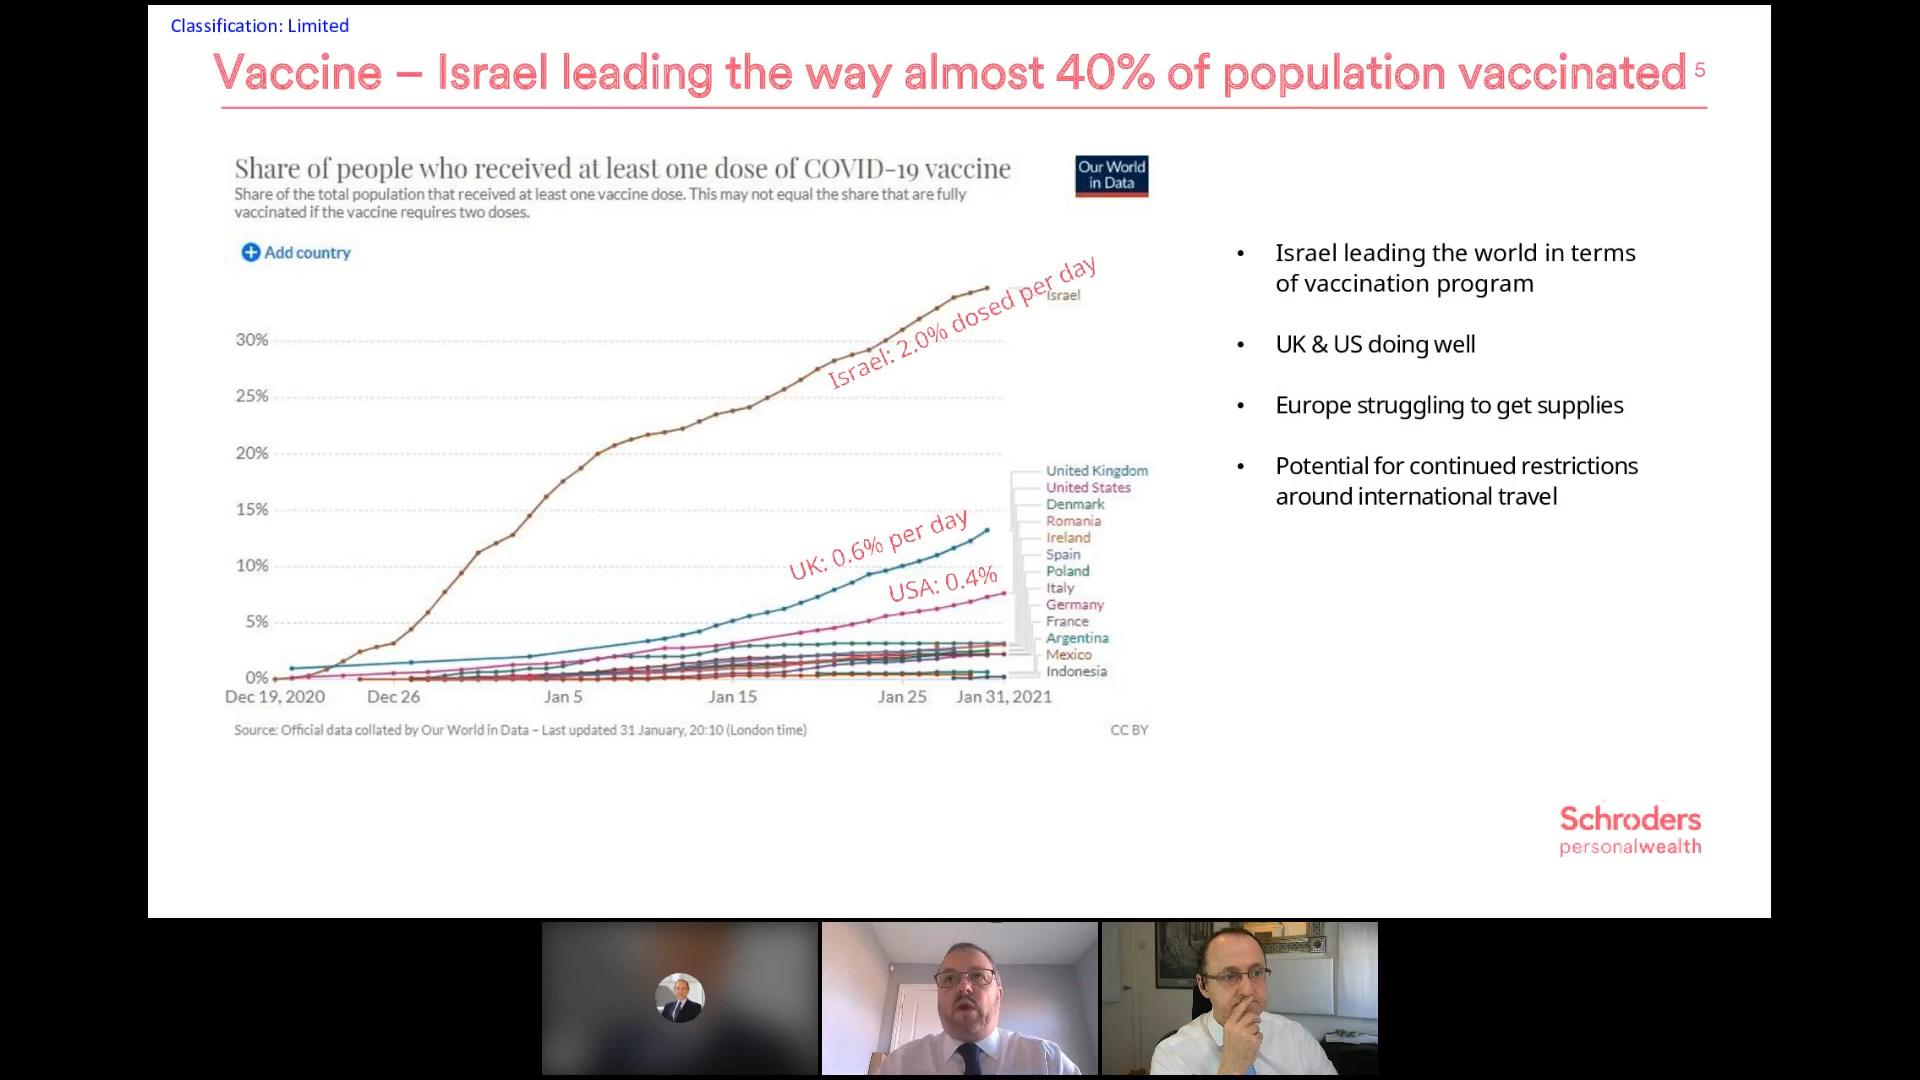 Classification: Limited
Vaccine – Israel leading the way almost 40% of population vaccinated
5
Share of people who received at least one dose of COVID-19 vaccine
Share of the total population that received at least one vaccine dose. This may not equal the share that are fully
vaccinated if the vaccine requires two doses.
Our World
in Data
Add country
Israel: 2.0% dosed per day
Israel
30%
25%
20%
15%
10%
5%
0%
UK: 0.6% per day
USA: 0.4%
United Kingdom
United States
Denmark
Romania
Ireland
Spain
Poland
Italy
Germany
France
Argentina
Mexico
Indonesia
Dec 19, 2020
Dec 26
Jan 5
Jan 15
Jan 25
Jan 31, 2021
Source: Official data collated by Our World in Data – Last updated 31 January, 20:10 (London time)
CC BY
• Israel leading the world in terms
of vaccination program
• UK & US doing well
• Europe struggling to get supplies
• Potential for continued restrictions
around international travel
Schroders
personalwealth